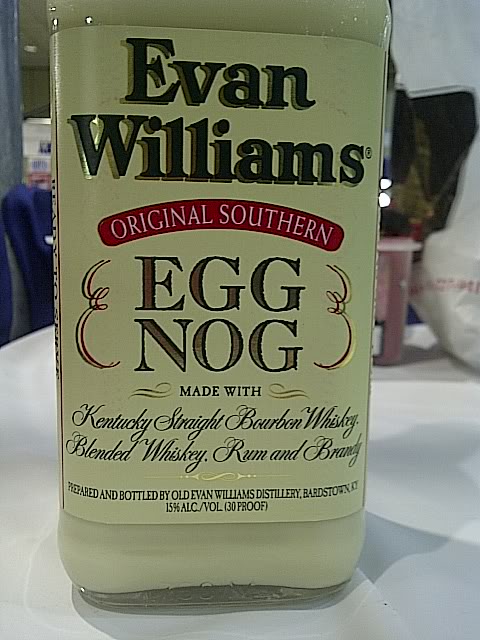 Evan
Williams®
ORIGINAL SOUTHERN
EGG
NOG
MADE WITH
Kentucky Straight Bourbon Whiskey,
Blended Whiskey, Rum and Brandy
PREPARED AND BOTTLED BY OLD EVAN WILLIAMS DISTILLERY, BARDSTOWN, KY
15% ALC./VOL. (30 PROOF)